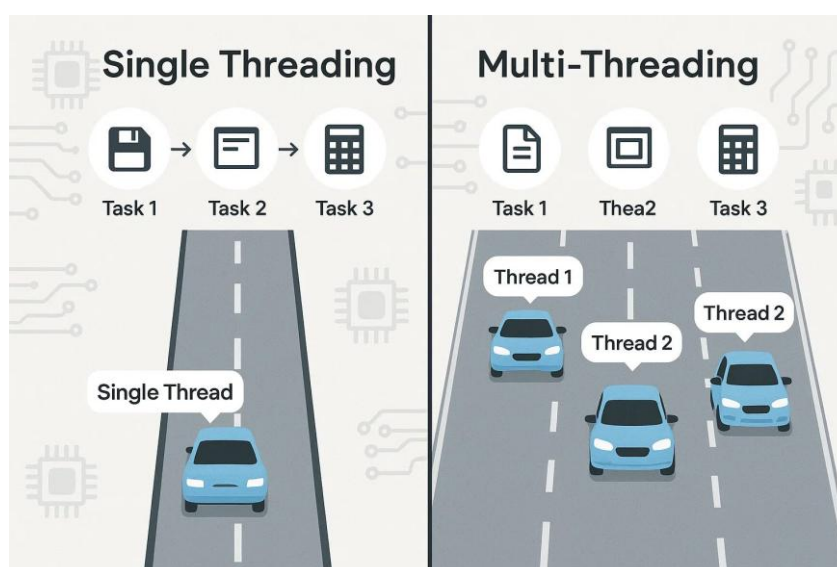 Single Threading
Task 1
Task 2
Task 3
Single Thread
Multi-Threading
Task 1
Thea2
Task 3
Thread 1
Thread 2
Thread 2